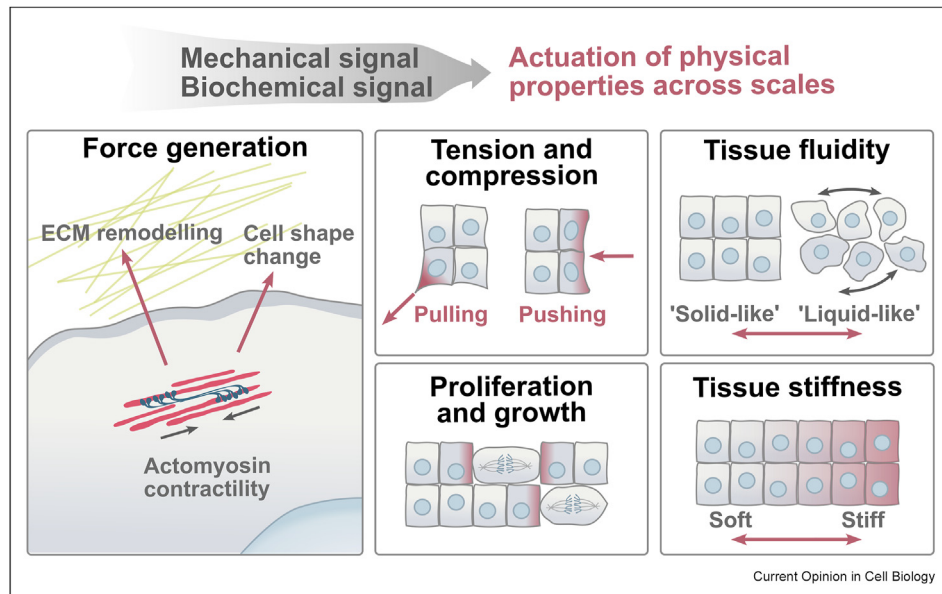 Mechanical signal
Biochemical signal
Actuation of physical
properties across scales
Force generation
ECM remodelling
Cell shape
change
Actomyosin
contractility
Tension and
compression
Pulling
Pushing
Tissue fluidity
'Solid-like'
'Liquid-like'
Proliferation
and growth
Tissue stiffness
Soft
Stiff
Current Opinion in Cell Biology